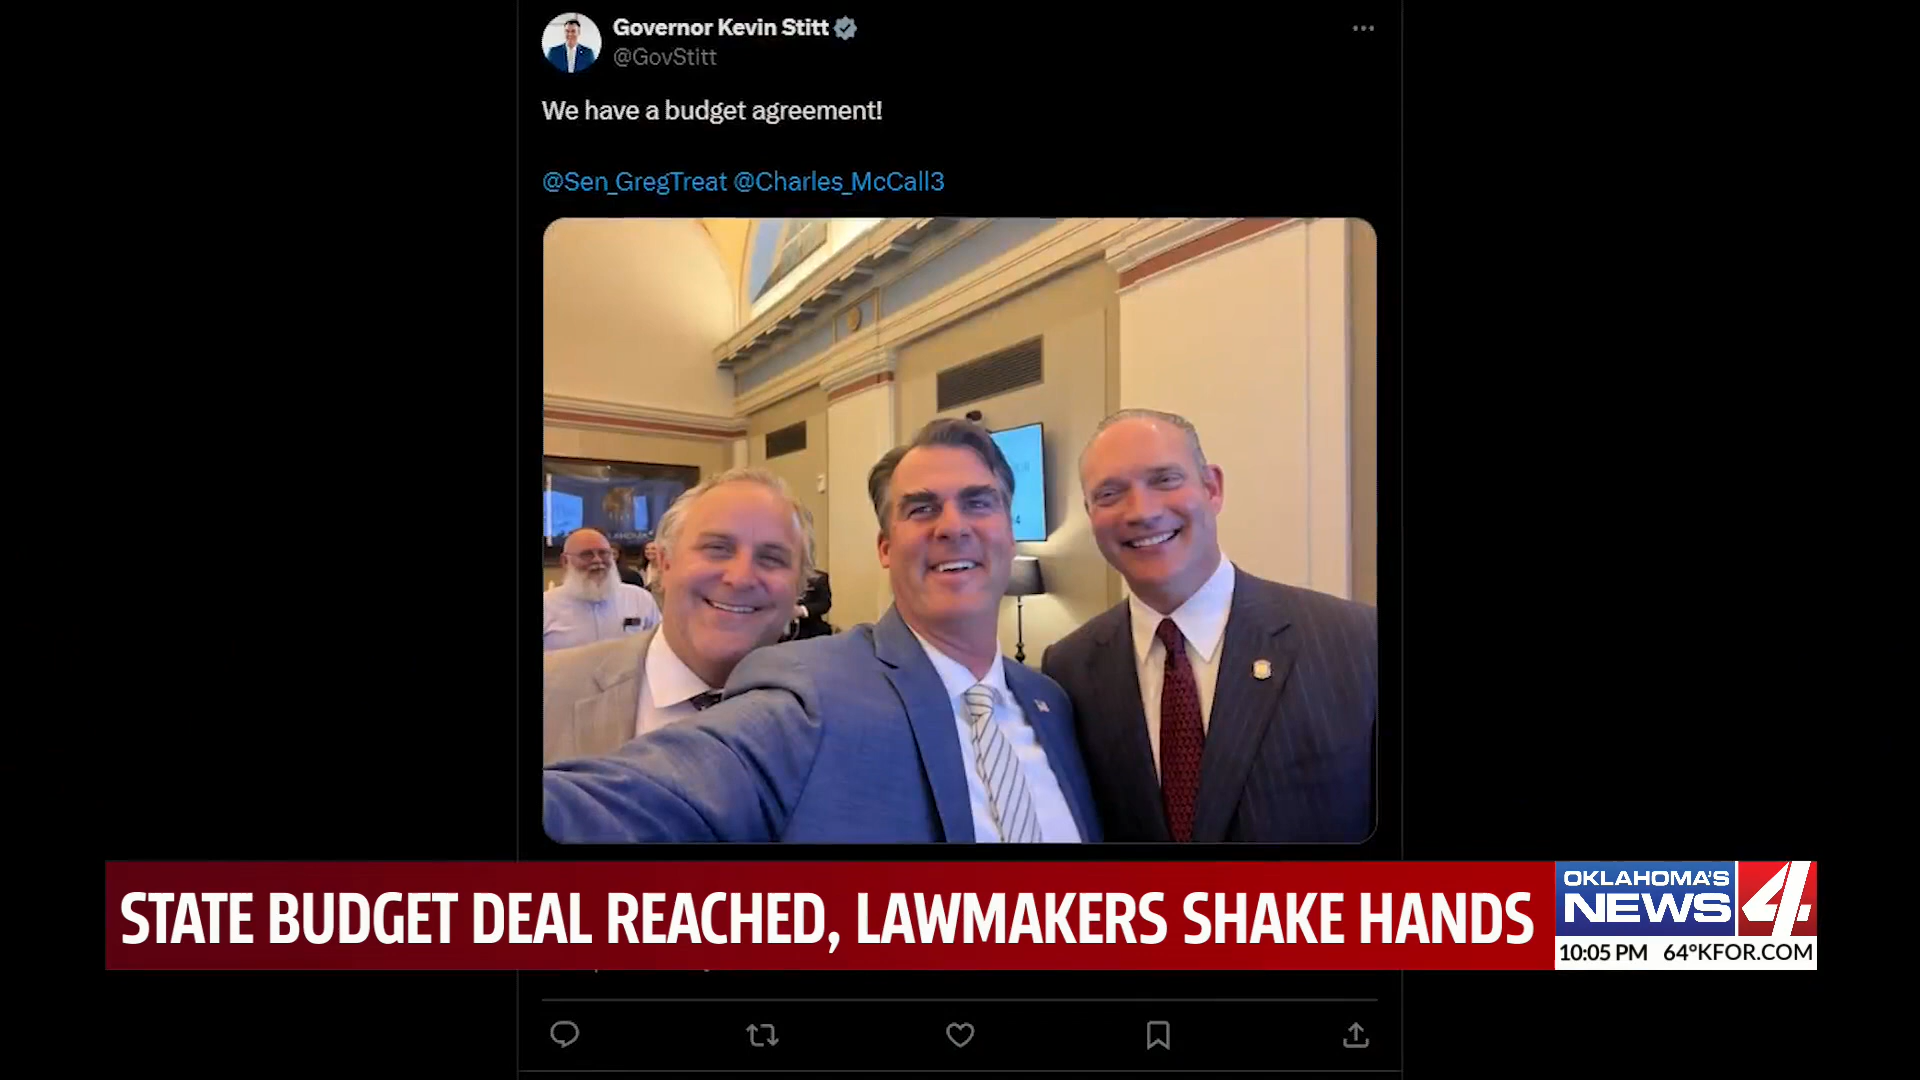 Governor Kevin Stitt
@GovStitt
We have a budget agreement!
@Sen_GregTreat @Charles_McCall3
STATE BUDGET DEAL REACHED, LAWMAKERS SHAKE HANDS
OKLAHOMA'S
NEWS 4
10:05 PM 64° KFOR.COM